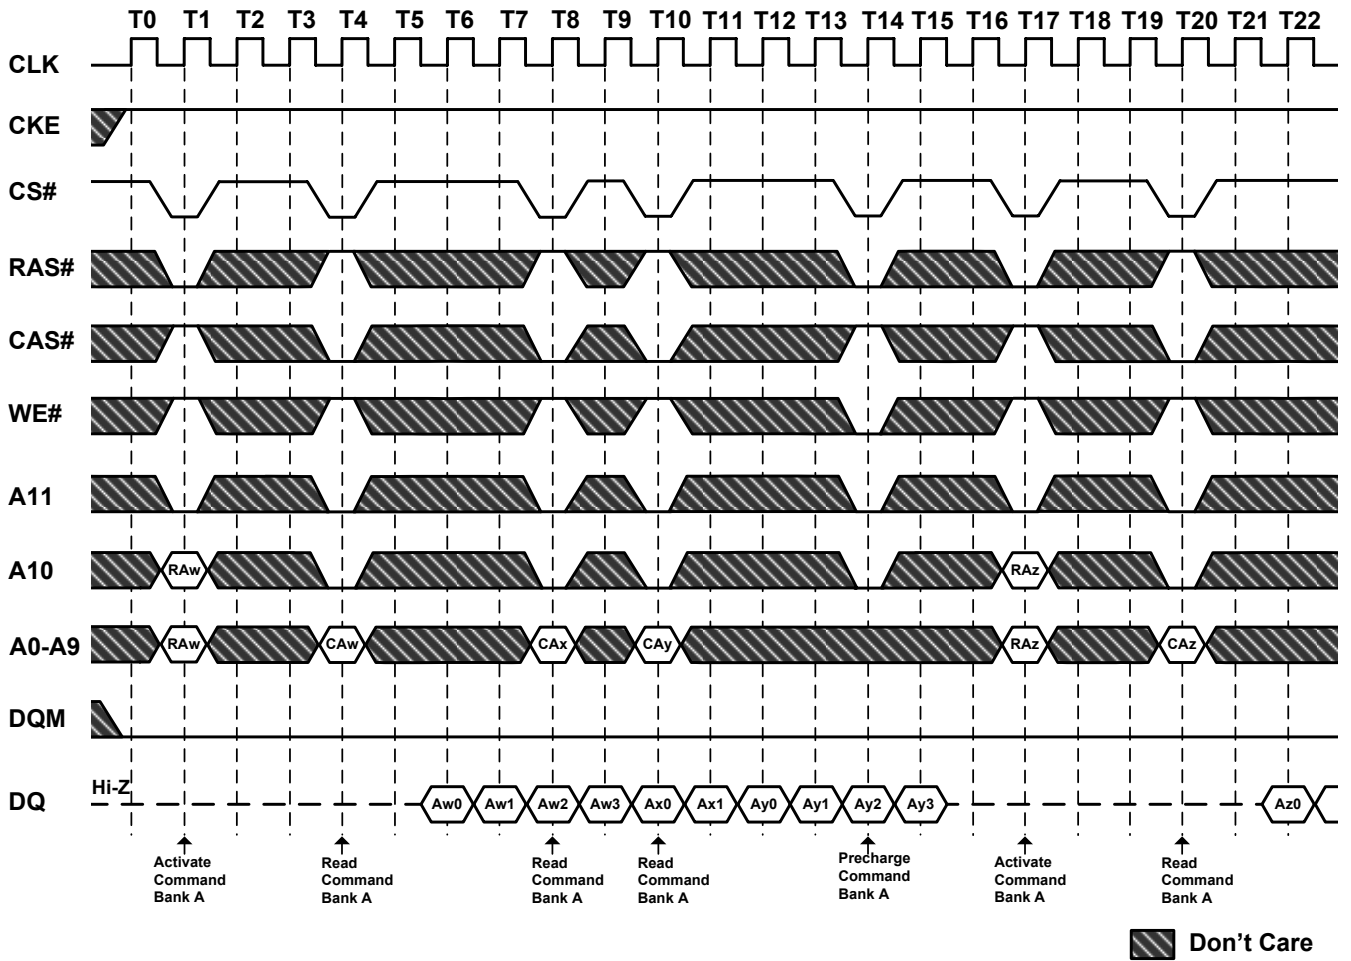 T0 T1 T2 T3 T4 T5 T6 T7 T8 T9 T10 T11 T12 T13 T14 T15 T16 T17 T18 T19 T20 T21 T22
CLK
CKE
CS#
RAS#
CAS#
WE#
A11
A10 RAw RAz
A0-A9 RAw CAw CAx CAy RAz CAz
DQM
Hi-Z
DQ Aw0 Aw1 Aw2 Aw3 Ax0 Ax1 Ay0 Ay1 Ay2 Ay3 Az0
Activate
Command
Bank A
Read
Command
Bank A
Read
Command
Bank A
Read
Command
Bank A
Precharge
Command
Bank A
Activate
Command
Bank A
Read
Command
Bank A
Don't Care